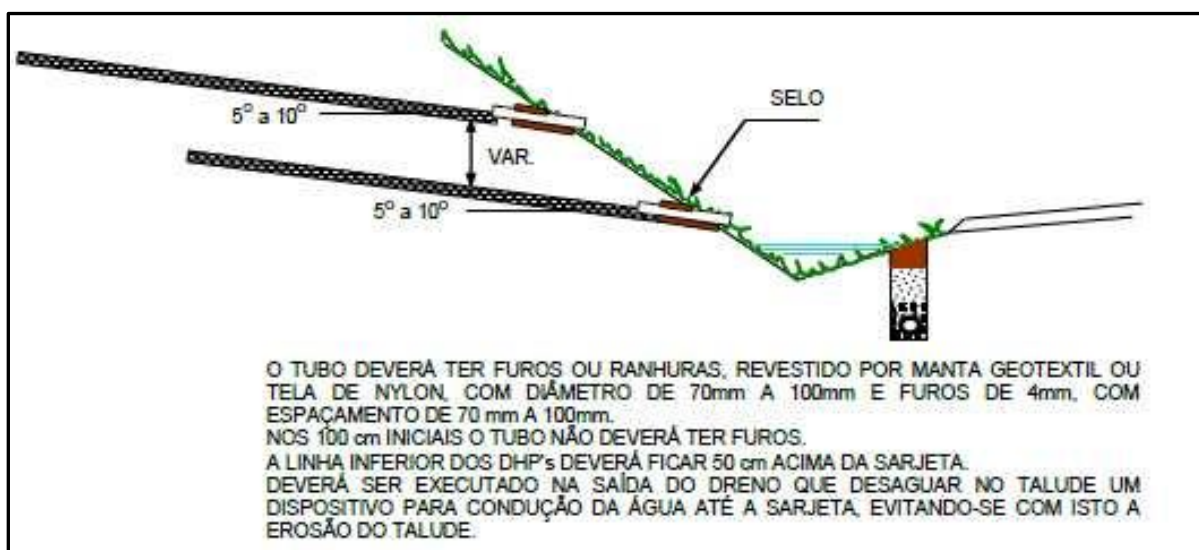 SELO
5° a 10°
VAR.
5° a 10°
O TUBO DEVERÁ TER FUROS OU RANHURAS, REVESTIDO POR MANTA GEOTEXTIL OU
TELA DE NYLON, COM DIÂMETRO DE 70mm A 100mm E FUROS DE 4mm, COM
ESPAÇAMENTO DE 70 mm A 100mm.
NOS 100 cm INICIAIS O TUBO NÃO DEVERÁ TER FUROS.
A LINHA INFERIOR DOS DHP's DEVERÁ FICAR 50 cm ACIMA DA SARJETA.
DEVERÁ SER EXECUTADO NA SAÍDA DO DRENO QUE DESAGUAR NO TALUDE UM
DISPOSITIVO PARA CONDUÇÃO DA ÁGUA ATÉ A SARJETA, EVITANDO-SE COM ISTO A
EROSÃO DO TALUDE.